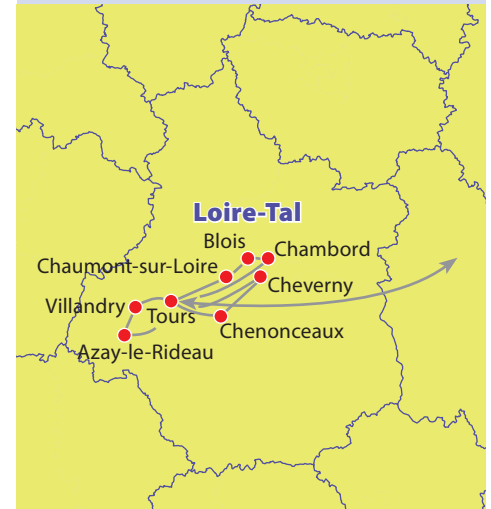 Loire-Tal
Blois
Chambord
Chaumont-sur-Loire
Cheverny
Villandry
Tours
Chenonceaux
Azay-le-Rideau